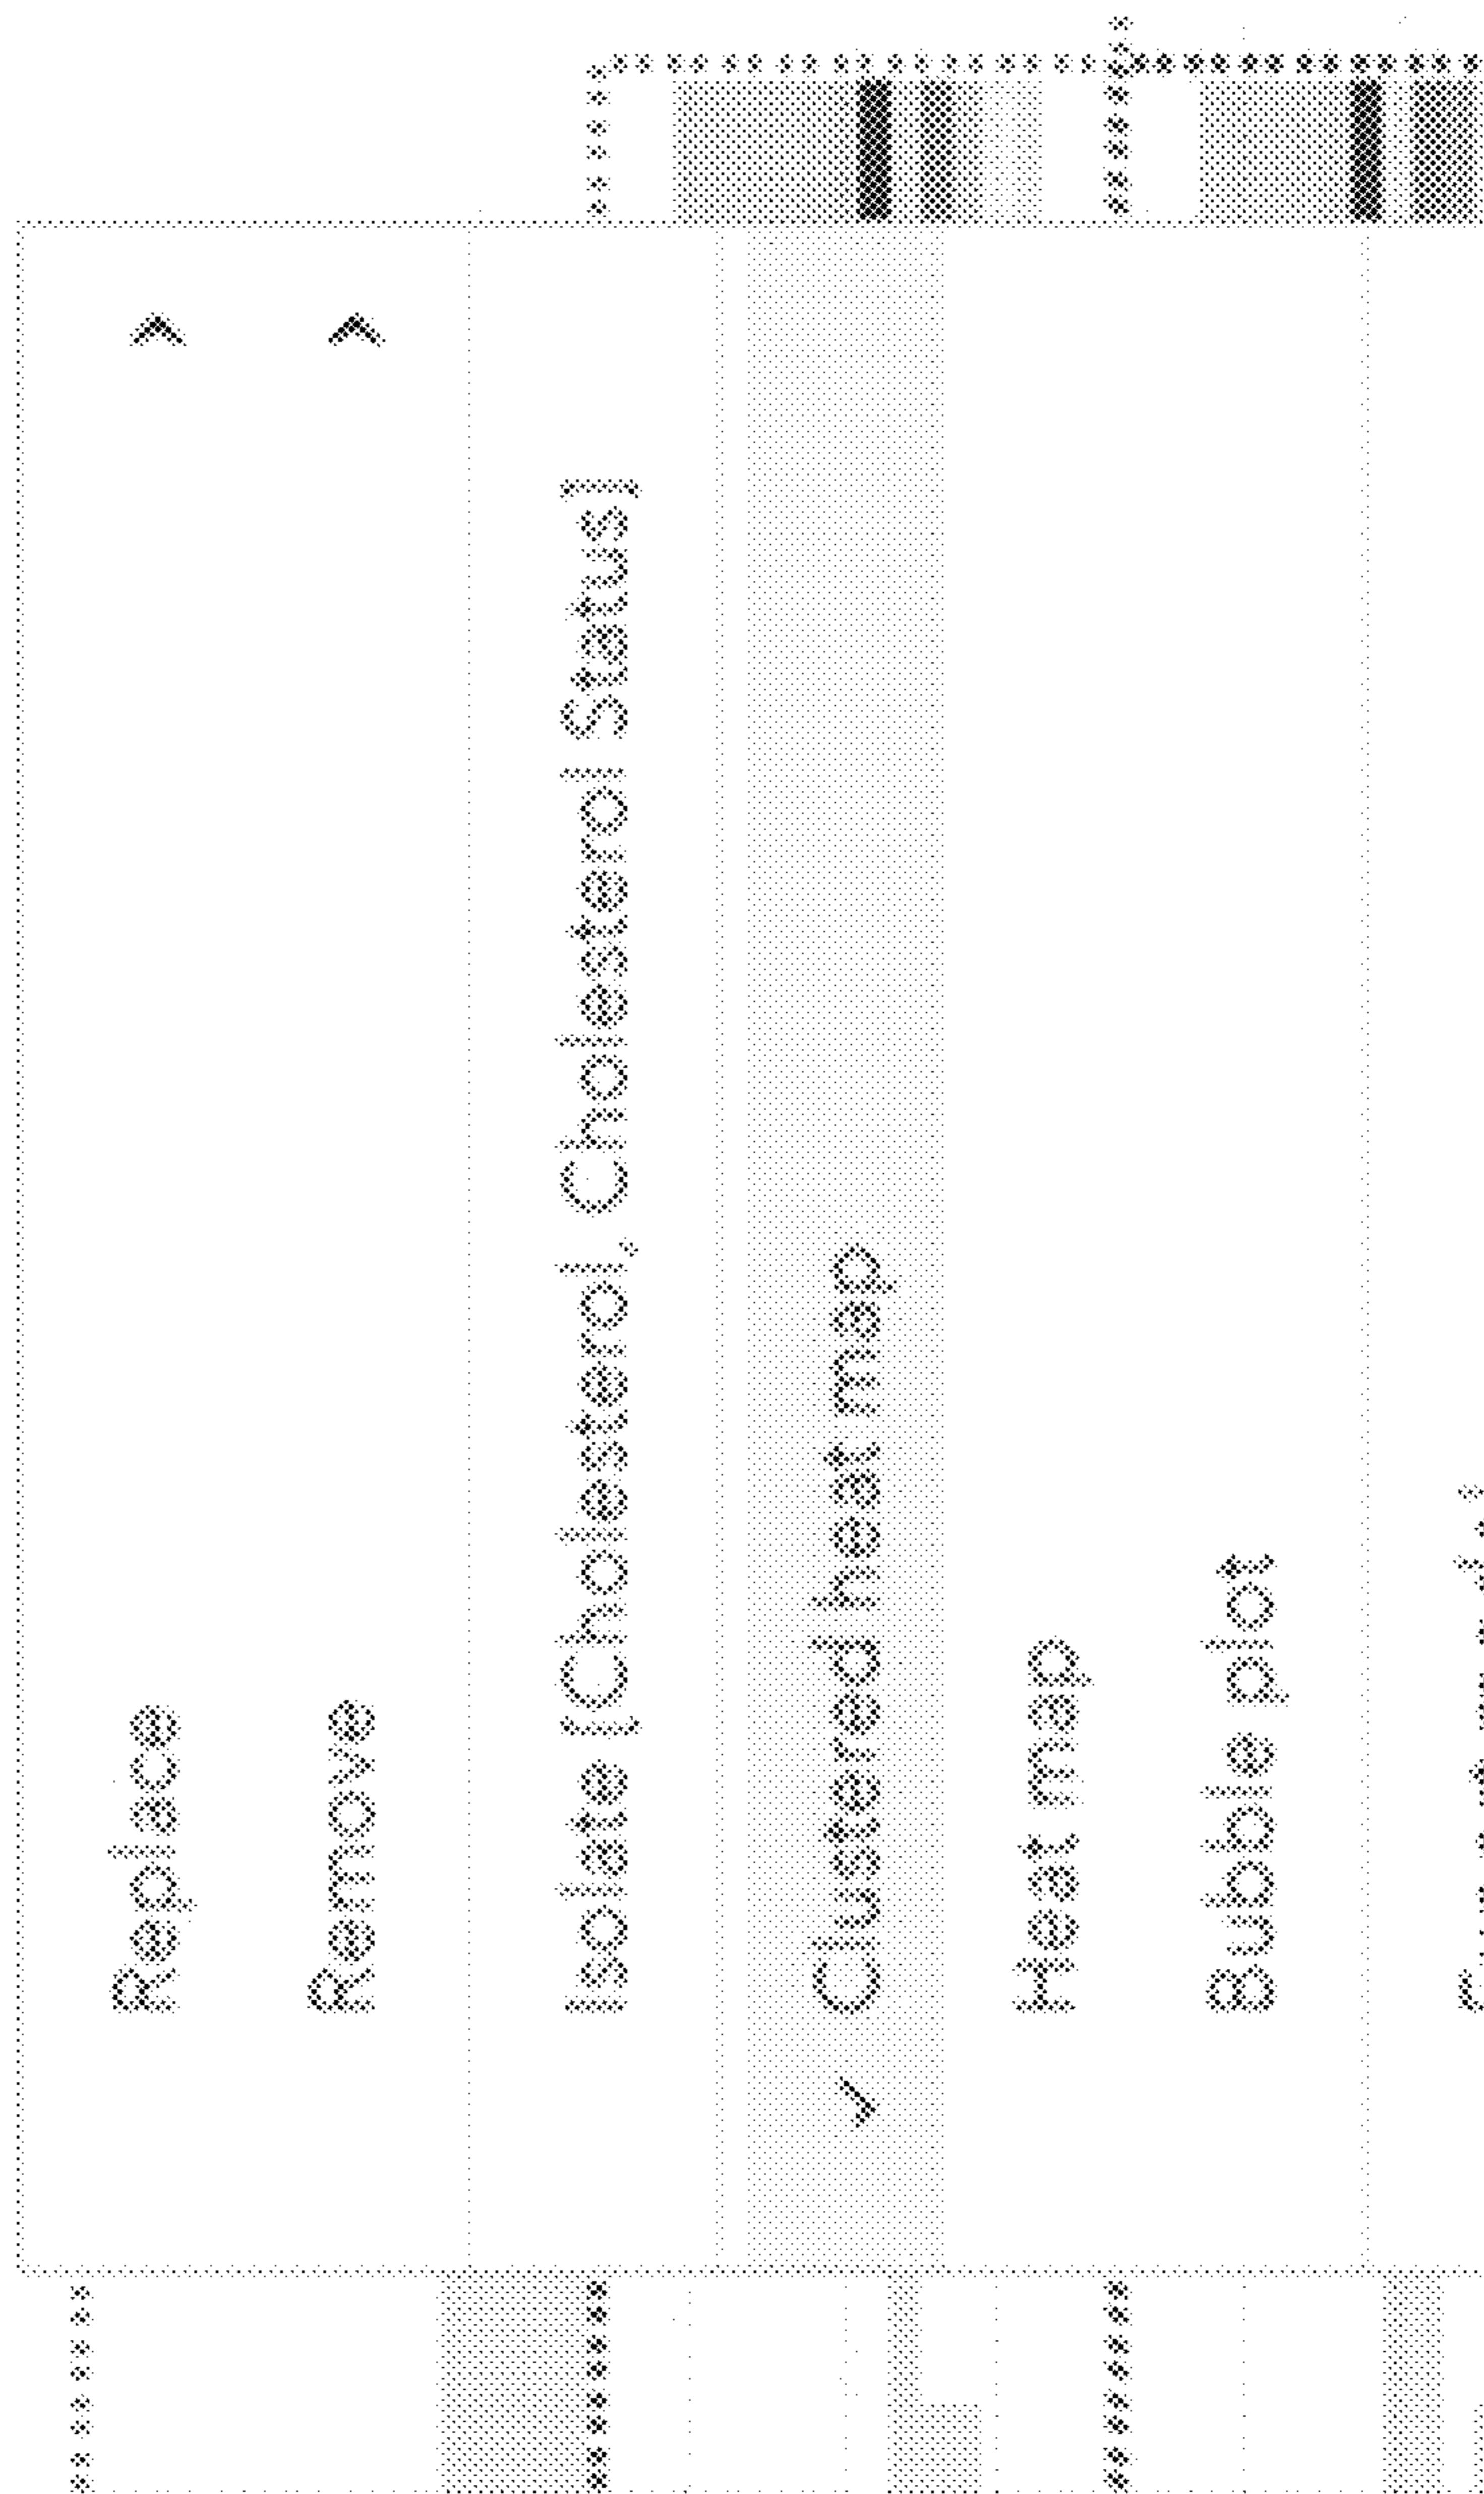 Replace >
Remove >
Isolate [Cholesterol, Cholesterol Status]
✓ Clustered heat map
Heat map
Bubble plot